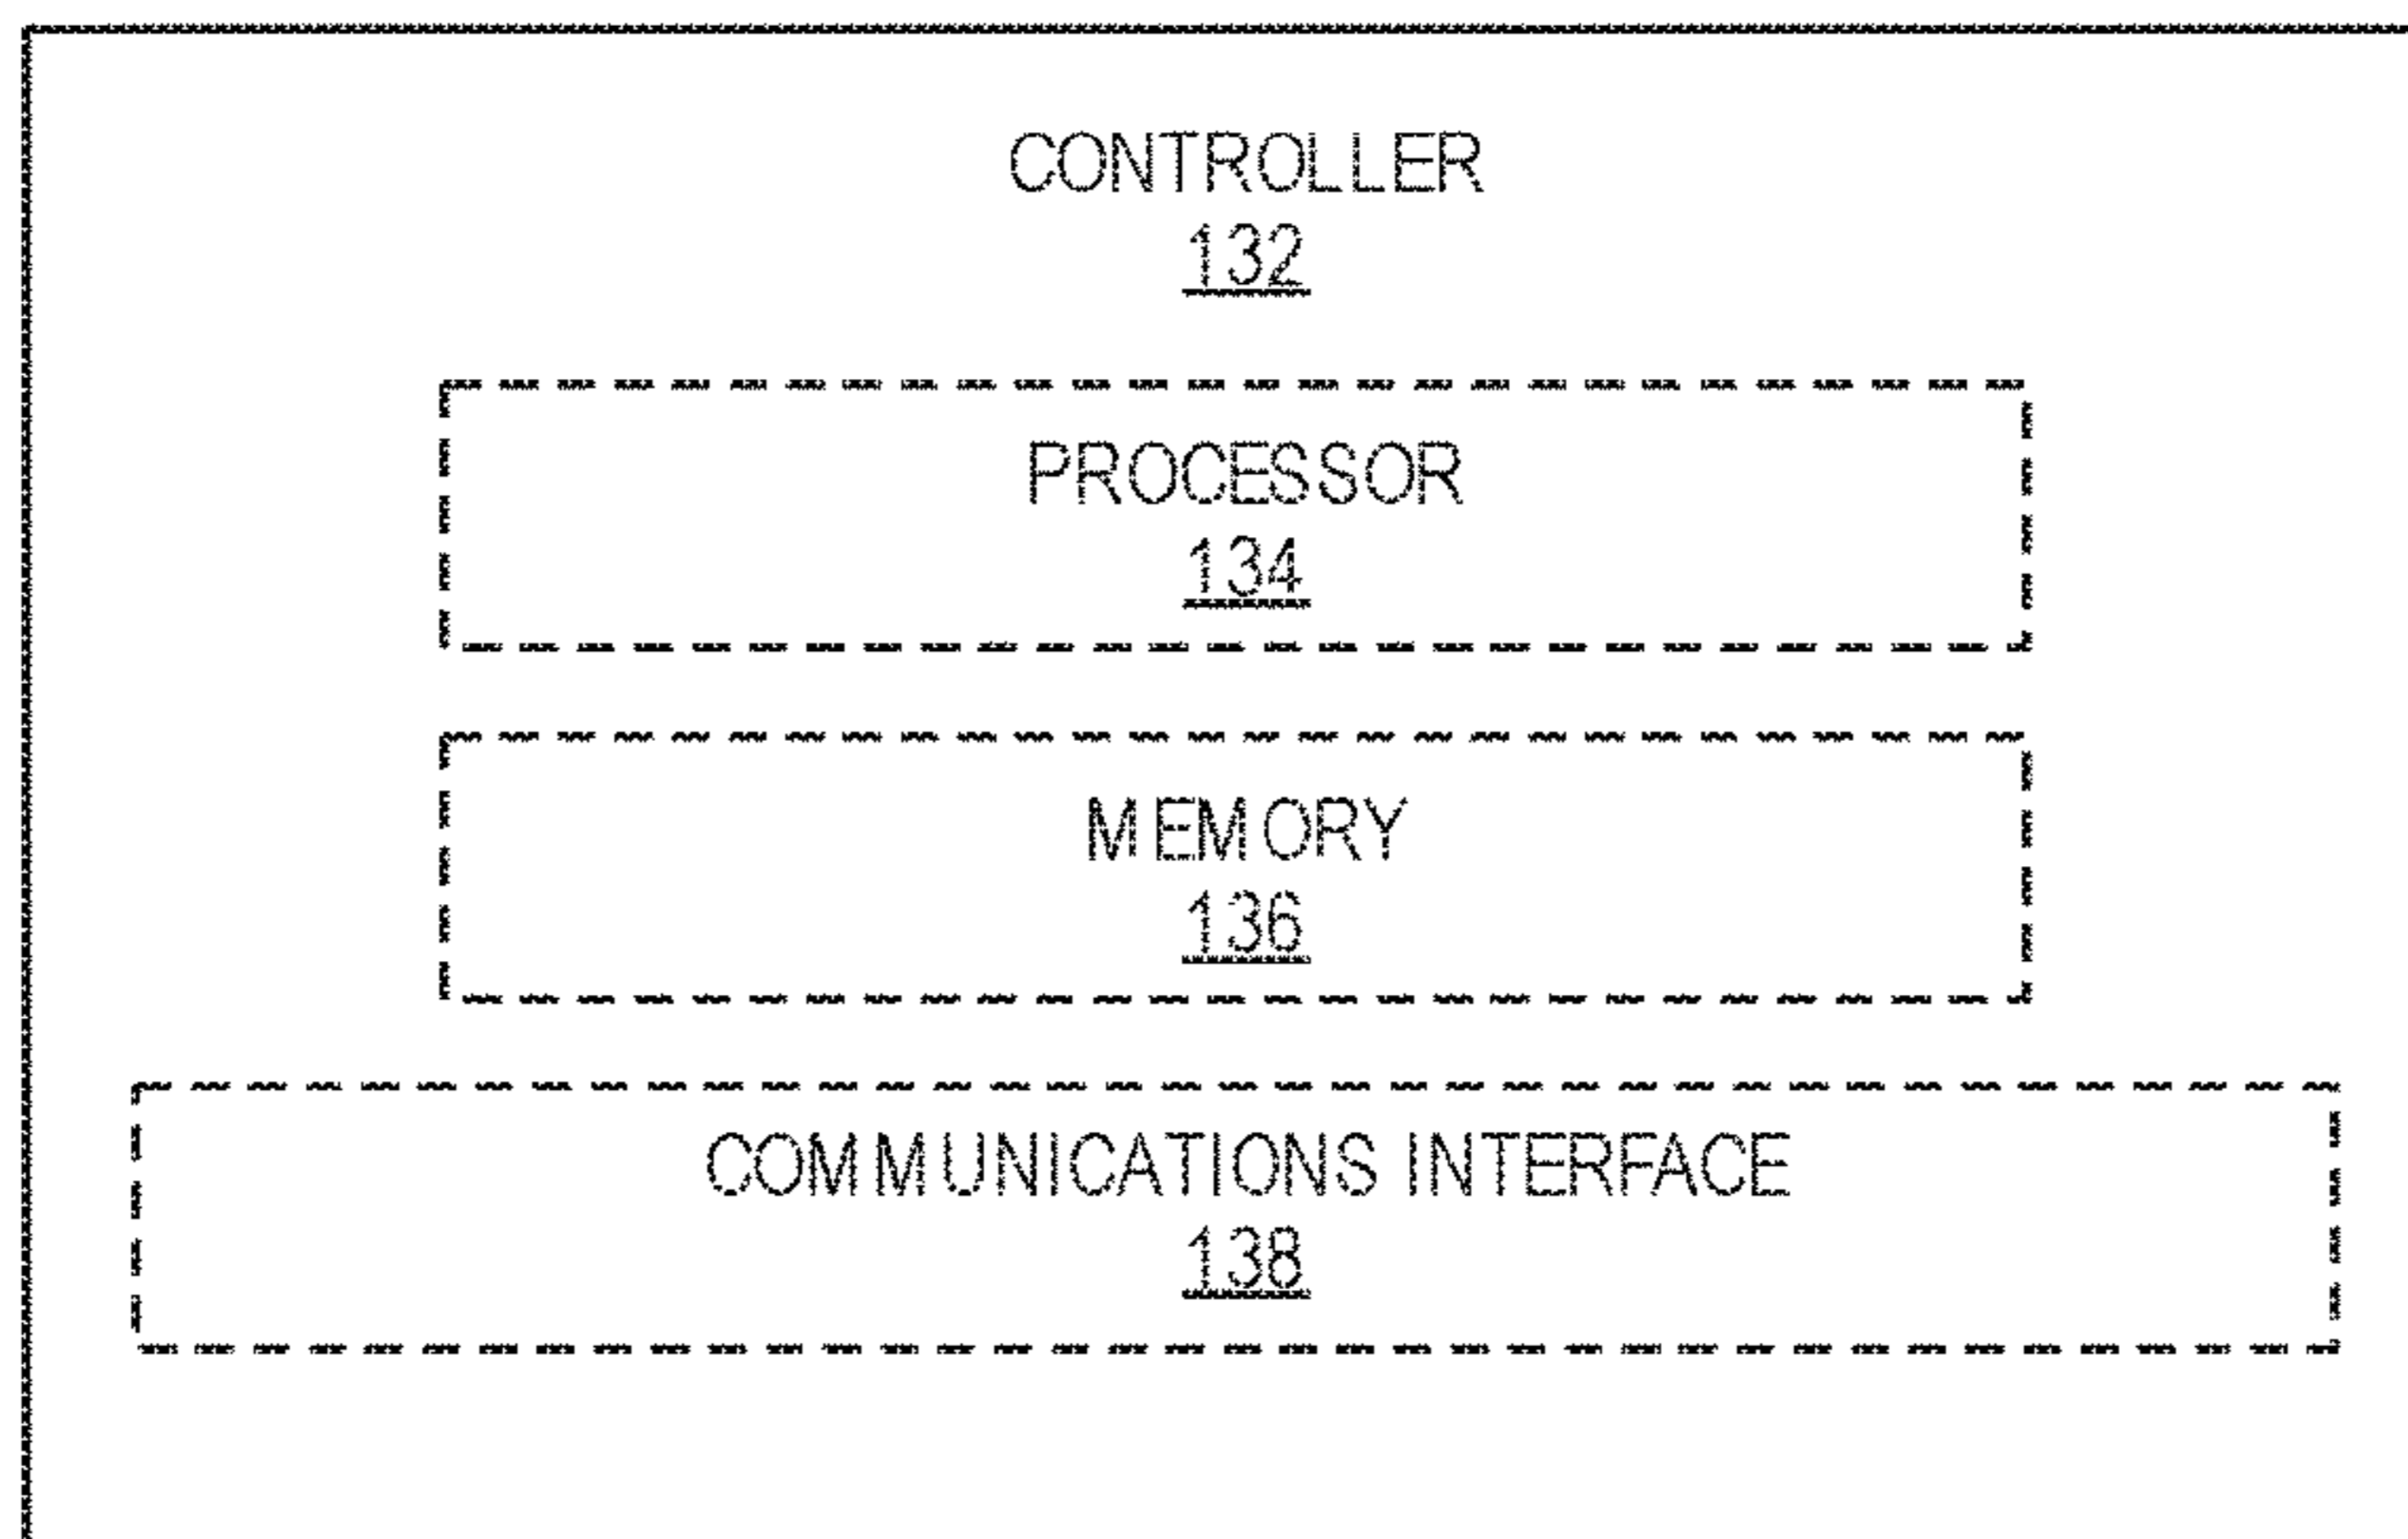 CONTROLLER
132
PROCESSOR
134
MEMORY
136
COMMUNICATIONS INTERFACE
138